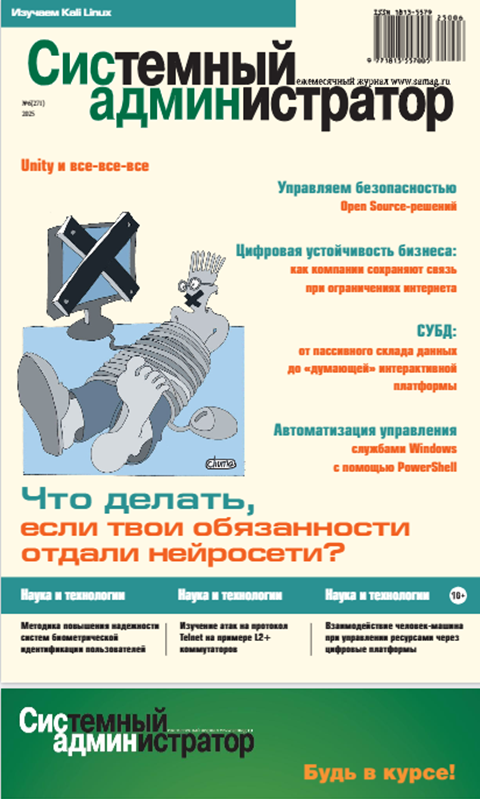 Изучаем Kali Linux
ISSN 1813-5579
25006
9 771813 557005
Системный
администратор
ежемесячный журнал www.samag.ru
№6(271)
2025
Unity и все-все-все
Управляем безопасностью
Open Source-решений
Цифровая устойчивость бизнеса:
как компании сохраняют связь
при ограничениях интернета
СУБД:
от пассивного склада данных
до «думающей» интерактивной
платформы
Автоматизация управления
службами Windows
с помощью PowerShell
Что делать,
если твои обязанности
отдали нейросети?
Наука и технологии
Наука и технологии
Наука и технологии
16+
Методика повышения надежности
систем биометрической
идентификации пользователей
Изучение атак на протокол
Telnet на примере L2+
коммутаторов
Взаимодействие человек-машина
при управлении ресурсами через
цифровые платформы
Системный
администратор
Будь в курсе!